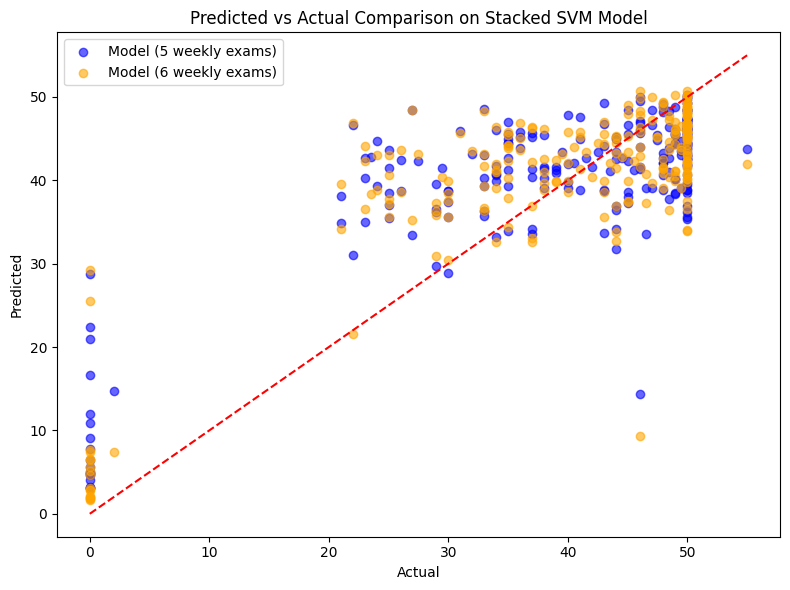 Predicted vs Actual Comparison on Stacked SVM Model
Model (5 weekly exams)
Model (6 weekly exams)
Predicted
50
40
30
20
10
0
0 10 20 30 40 50
Actual